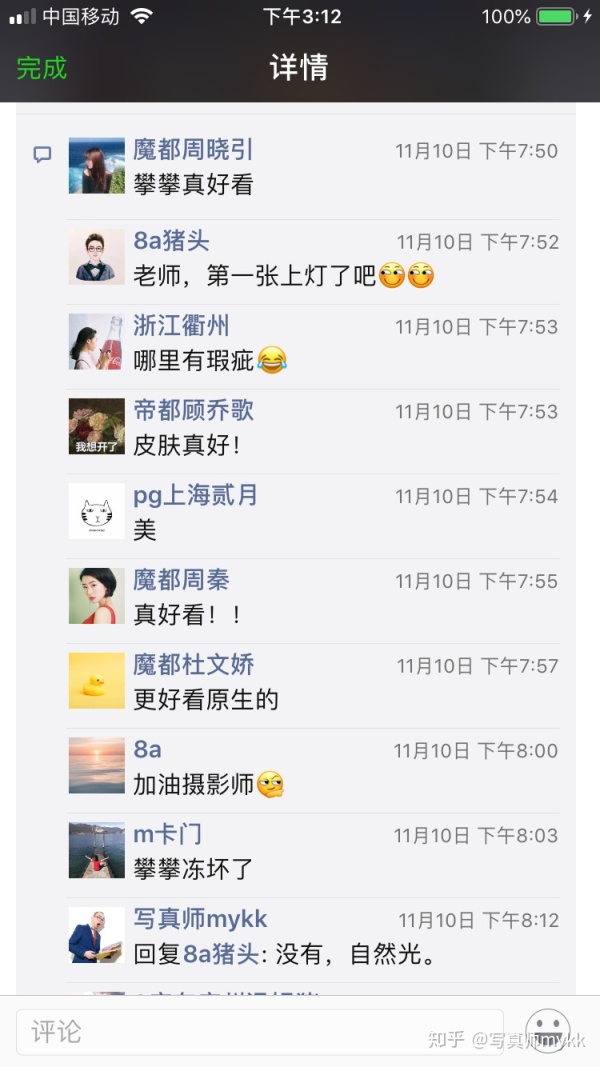 中国移动
下午3:12
100%
完成
详情
魔都周晓引
11月10日 下午7:50
攀攀真好看
8a猪头
11月10日 下午7:52
老师，第一张上灯了吧
浙江衢州
11月10日 下午7:53
哪里有瑕疵😂
帝都顾乔歌
11月10日 下午7:53
我想开了
皮肤真好！
pg上海贰月
11月10日 下午7:54
美
魔都周秦
11月10日 下午7:55
真好看！！
魔都杜文娇
11月10日 下午7:57
更好看原生的
8a
11月10日 下午8:00
加油摄影师
m卡门
11月10日 下午8:03
攀攀冻坏了
写真师mykk
11月10日 下午8:12
回复8a猪头: 没有，自然光。
评论
知乎 @写真师mykk